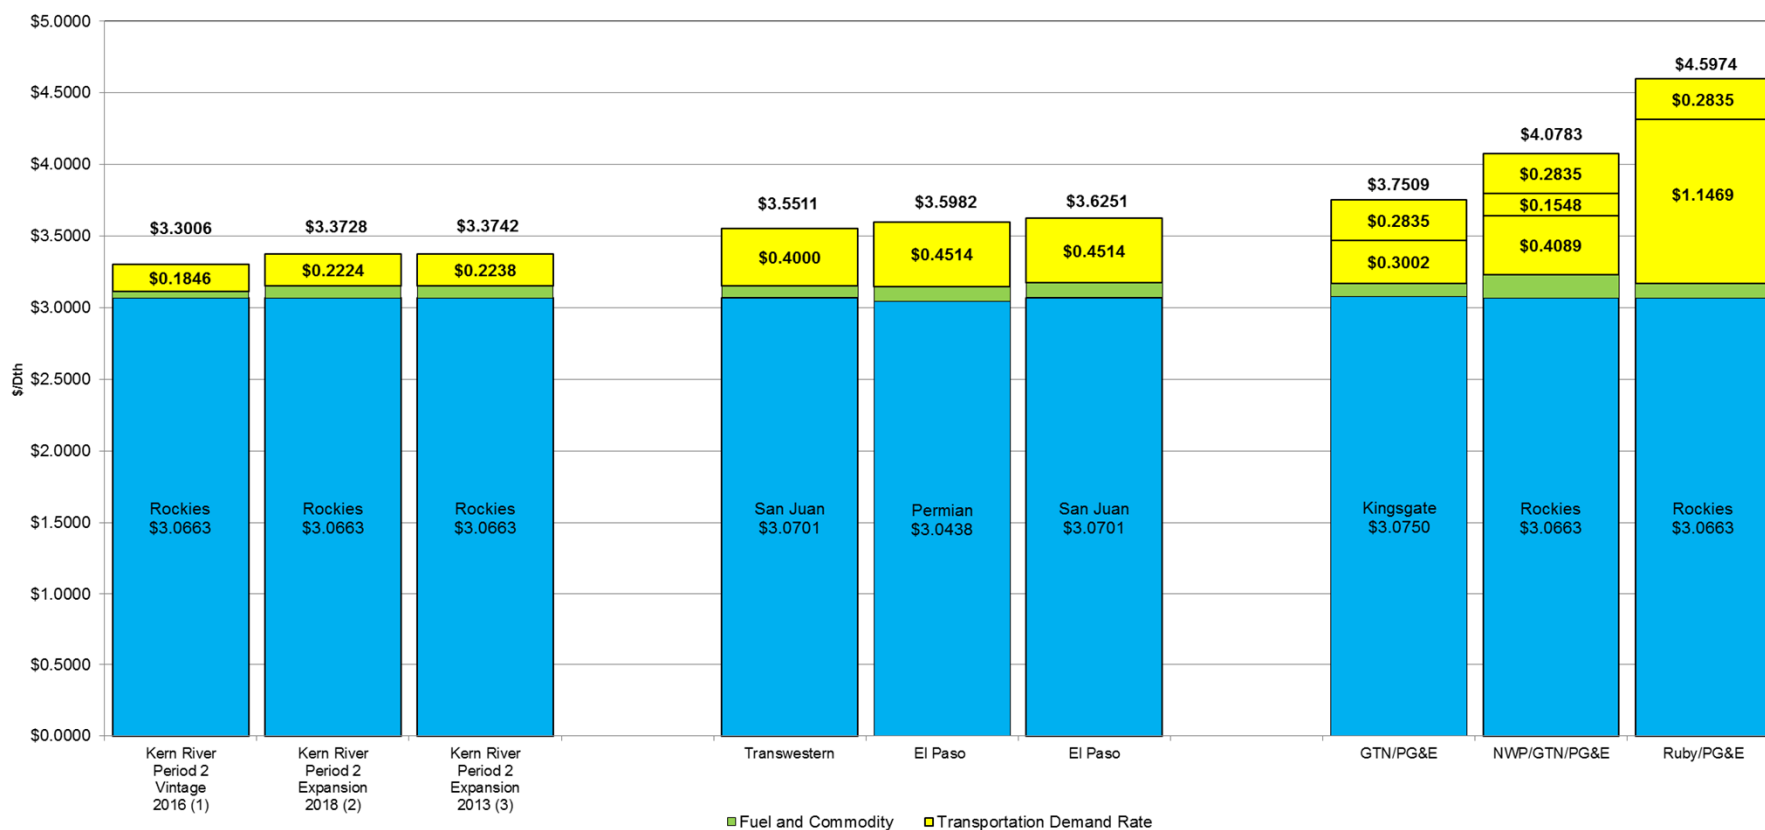 $5.0000
$4.5000
$4.0000
$3.5000
$3.0000
$2.5000
$2.0000
$1.5000
$1.0000
$0.5000
$0.0000
$/Dth
$3.3006
$0.1846
Rockies
$3.0663
Kern River
Period 2
Vintage
2016 (1)
$3.3728
$0.2224
Rockies
$3.0663
Kern River
Period 2
Expansion
2018 (2)
$3.3742
$0.2238
Rockies
$3.0663
Kern River
Period 2
Expansion
2013 (3)
$3.5511
$0.4000
San Juan
$3.0701
Transwestern
$3.5982
$0.4514
Permian
$3.0438
El Paso
$3.6251
$0.4514
San Juan
$3.0701
El Paso
$3.7509
$0.2835
$0.3002
Kingsgate
$3.0750
GTN/PG&E
$4.0783
$0.2835
$0.1548
$0.4089
Rockies
$3.0663
NWP/GTN/PG&E
$4.5974
$0.2835
$1.1469
Rockies
$3.0663
Ruby/PG&E
Fuel and Commodity
Transportation Demand Rate